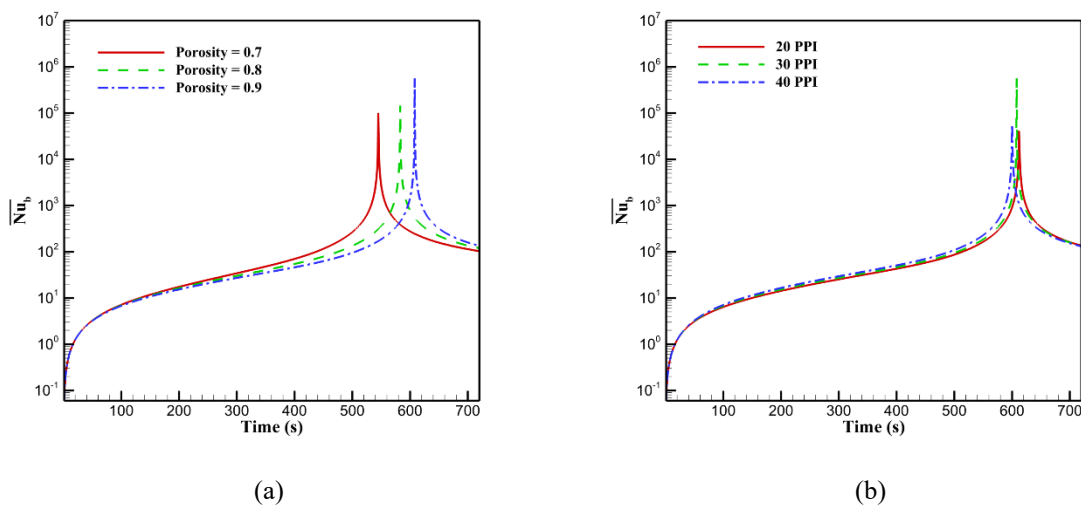 10^7
10^6
10^5
10^4
10^3
10^2
10^1
10^0
10^-1
Nu_b
Porosity = 0.7
Porosity = 0.8
Porosity = 0.9
100 200 300 400 500 600 700
Time (s)
(a)
10^7
10^6
10^5
10^4
10^3
10^2
10^1
10^0
10^-1
Nu_b
20 PPI
30 PPI
40 PPI
100 200 300 400 500 600 700
Time (s)
(b)